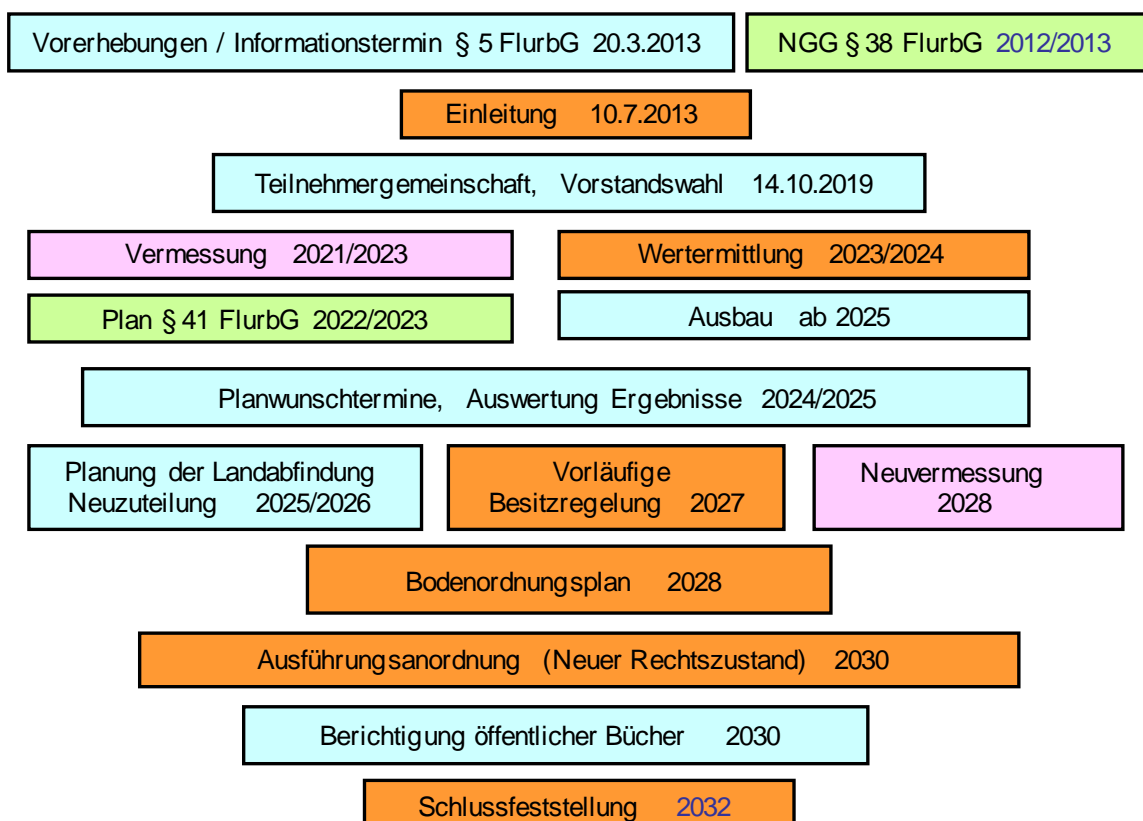 Vorerhebungen / Informationstermin § 5 FlurbG 20.3.2013
NGG § 38 FlurbG 2012/2013
Einleitung 10.7.2013
Teilnehmergemeinschaft, Vorstandswahl 14.10.2019
Vermessung 2021/2023
Wertermittlung 2023/2024
Plan § 41 FlurbG 2022/2023
Ausbau ab 2025
Planwunschtermine, Auswertung Ergebnisse 2024/2025
Planung der Landabfindung
Neuzuteilung 2025/2026
Vorläufige
Besitzregelung 2027
Neuvermessung
2028
Bodenordnungsplan 2028
Ausführungsanordnung (Neuer Rechtszustand) 2030
Berichtigung öffentlicher Bücher 2030
Schlussfeststellung 2032